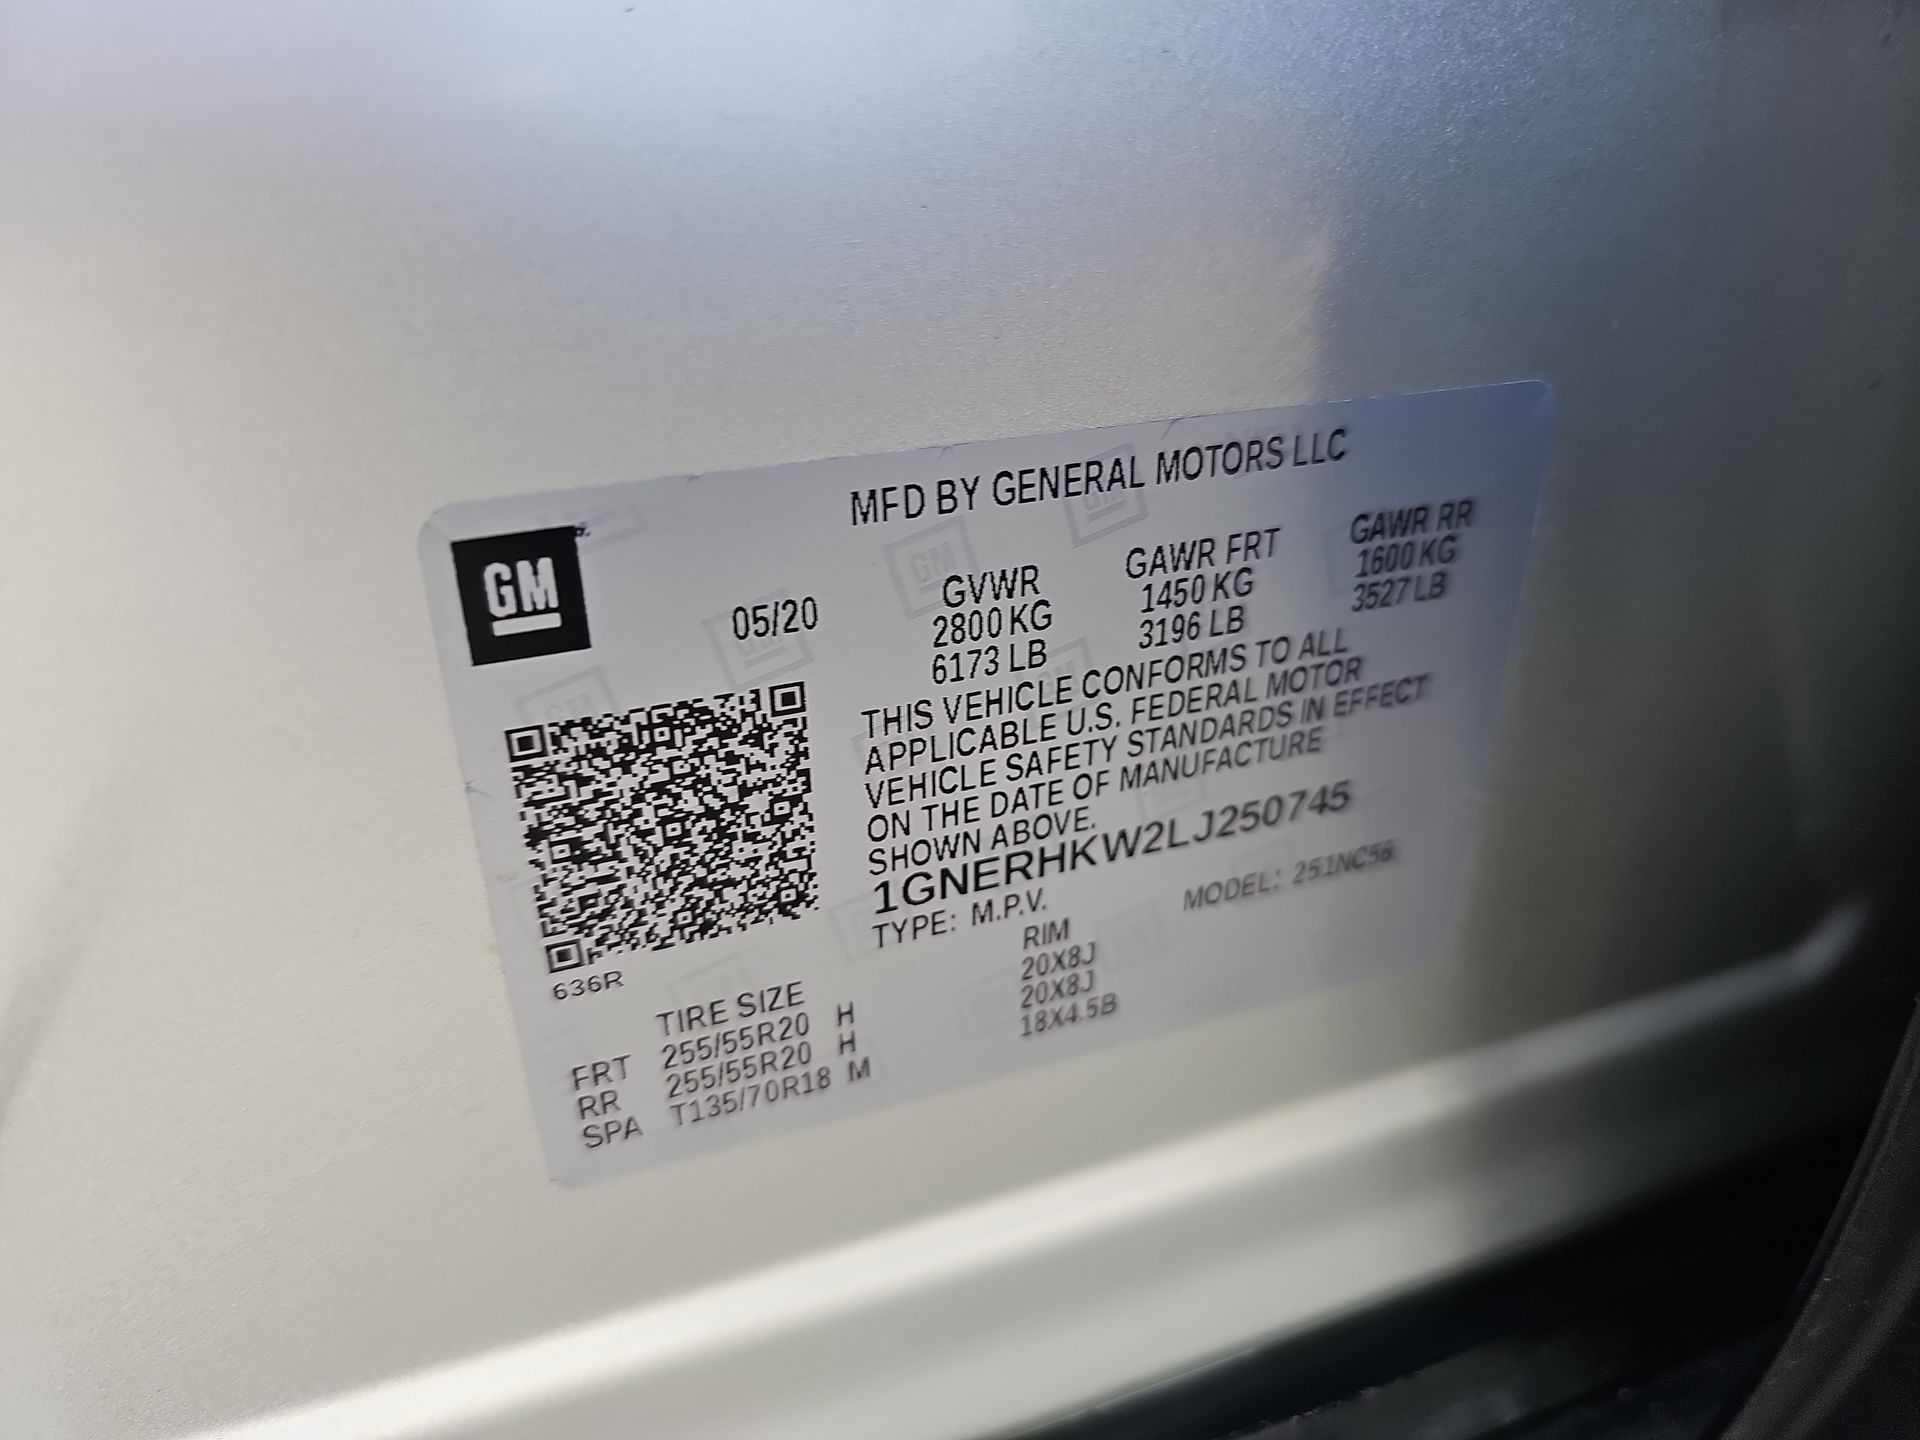 MFD BY GENERAL MOTORS LLC
GM
05/20
GVWR GAWR FRT GAWR RR
2800 KG 1450 KG 1600 KG
6173 LB 3196 LB 3527 LB
THIS VEHICLE CONFORMS TO ALL
APPLICABLE U.S. FEDERAL MOTOR
VEHICLE SAFETY STANDARDS IN EFFECT
ON THE DATE OF MANUFACTURE
SHOWN ABOVE.
1GNERHKW2LJ250745
TYPE: M.P.V. MODEL: 251NC56
636R
TIRE SIZE RIM
FRT 255/55R20 H 20X8J
RR 255/55R20 H 20X8J
SPA T135/70R18 M 18X4.5B